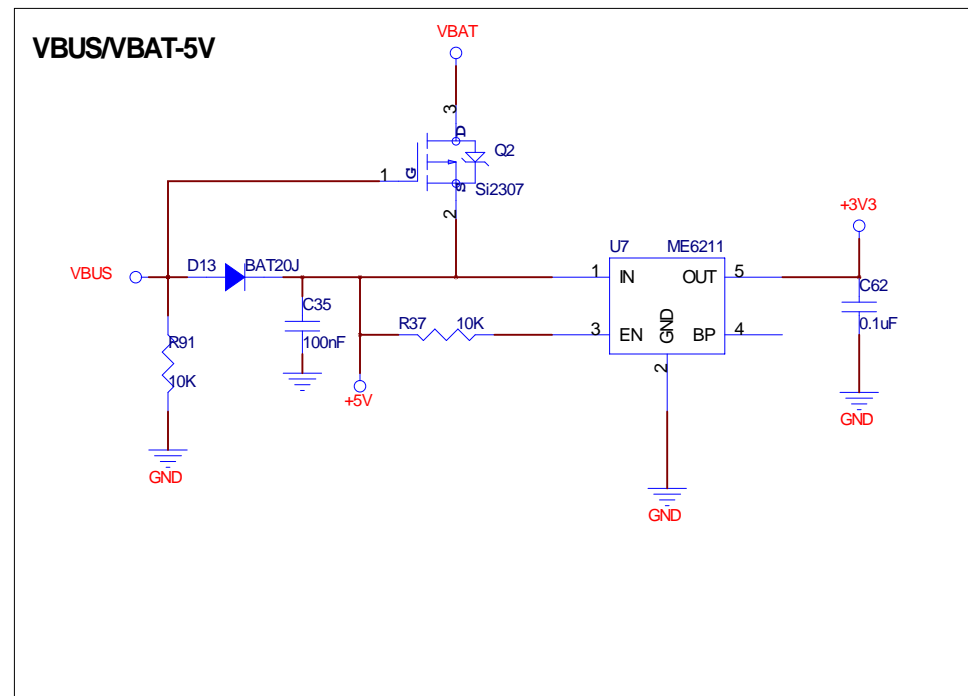 VBUS/VBAT-5V
VBAT
3
D
Q2
G
1
S
Si2307
2
+3V3
U7 ME6211
VBUS
D13 BAT20J
1 IN OUT 5
C35
100nF
C62
0.1uF
R37 10K
3 EN GND BP 4
2
R91
10K
+5V
GND
GND
GND